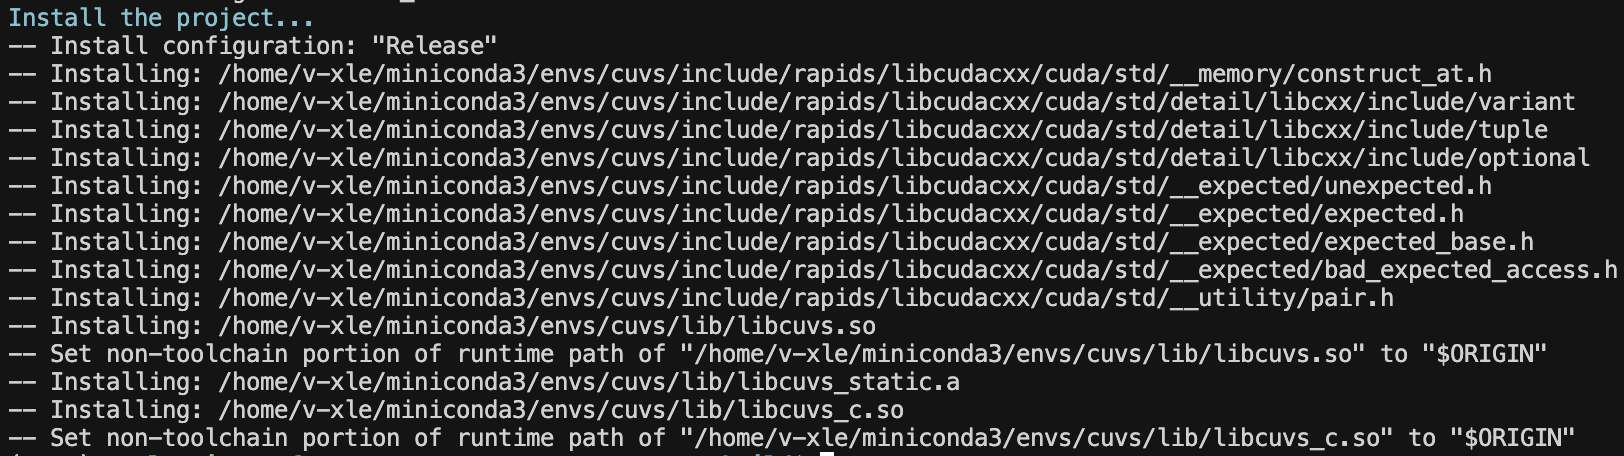 Install the project...
-- Install configuration: "Release"
-- Installing: /home/v-xle/miniconda3/envs/cuvs/include/rapids/libcudacxx/cuda/std/__memory/construct_at.h
-- Installing: /home/v-xle/miniconda3/envs/cuvs/include/rapids/libcudacxx/cuda/std/detail/libcxx/include/variant
-- Installing: /home/v-xle/miniconda3/envs/cuvs/include/rapids/libcudacxx/cuda/std/detail/libcxx/include/tuple
-- Installing: /home/v-xle/miniconda3/envs/cuvs/include/rapids/libcudacxx/cuda/std/detail/libcxx/include/optional
-- Installing: /home/v-xle/miniconda3/envs/cuvs/include/rapids/libcudacxx/cuda/std/__expected/unexpected.h
-- Installing: /home/v-xle/miniconda3/envs/cuvs/include/rapids/libcudacxx/cuda/std/__expected/expected.h
-- Installing: /home/v-xle/miniconda3/envs/cuvs/include/rapids/libcudacxx/cuda/std/__expected/expected_base.h
-- Installing: /home/v-xle/miniconda3/envs/cuvs/include/rapids/libcudacxx/cuda/std/__expected/bad_expected_access.h
-- Installing: /home/v-xle/miniconda3/envs/cuvs/include/rapids/libcudacxx/cuda/std/__utility/pair.h
-- Installing: /home/v-xle/miniconda3/envs/cuvs/lib/libcuvs.so
-- Set non-toolchain portion of runtime path of "/home/v-xle/miniconda3/envs/cuvs/lib/libcuvs.so" to "$ORIGIN"
-- Installing: /home/v-xle/miniconda3/envs/cuvs/lib/libcuvs_static.a
-- Installing: /home/v-xle/miniconda3/envs/cuvs/lib/libcuvs_c.so
-- Set non-toolchain portion of runtime path of "/home/v-xle/miniconda3/envs/cuvs/lib/libcuvs_c.so" to "$ORIGIN"